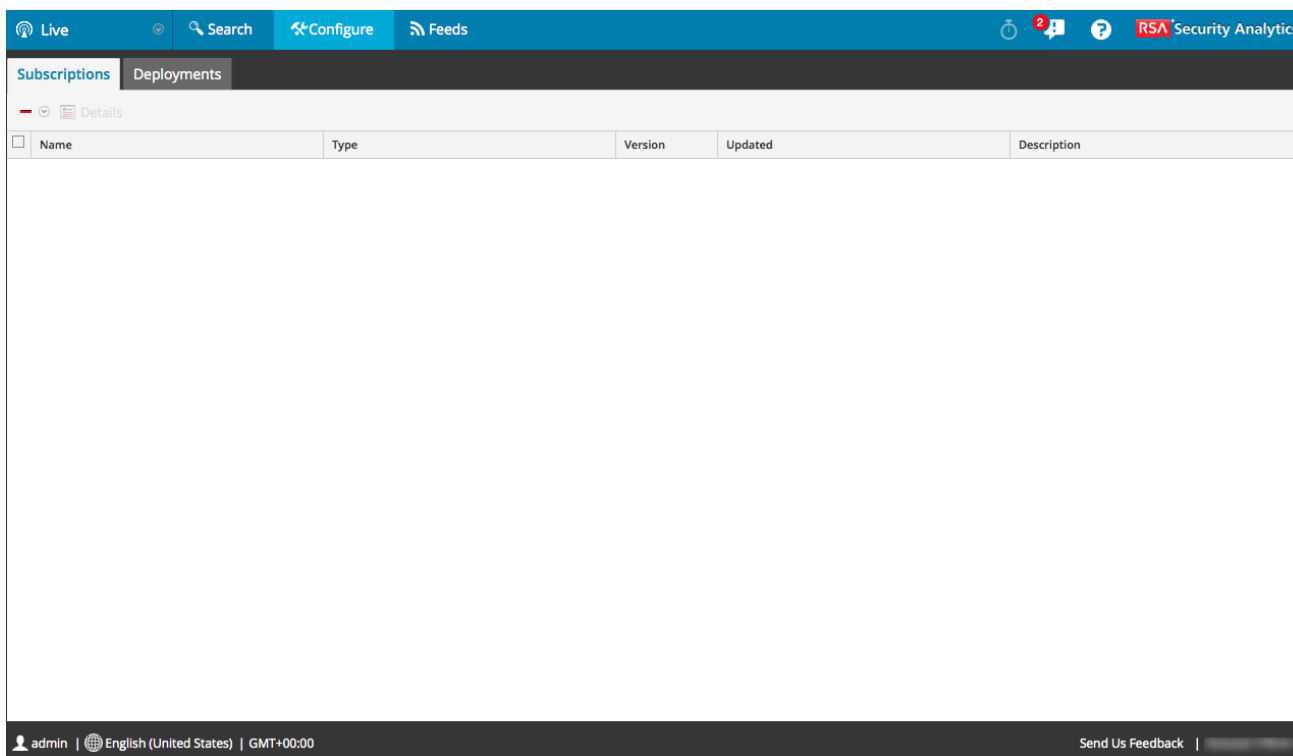 Live Search Configure Feeds 2 ? RSA Security Analytics
Subscriptions Deployments
Details
Name Type Version Updated Description
admin | English (United States) | GMT+00:00 Send Us Feedback |